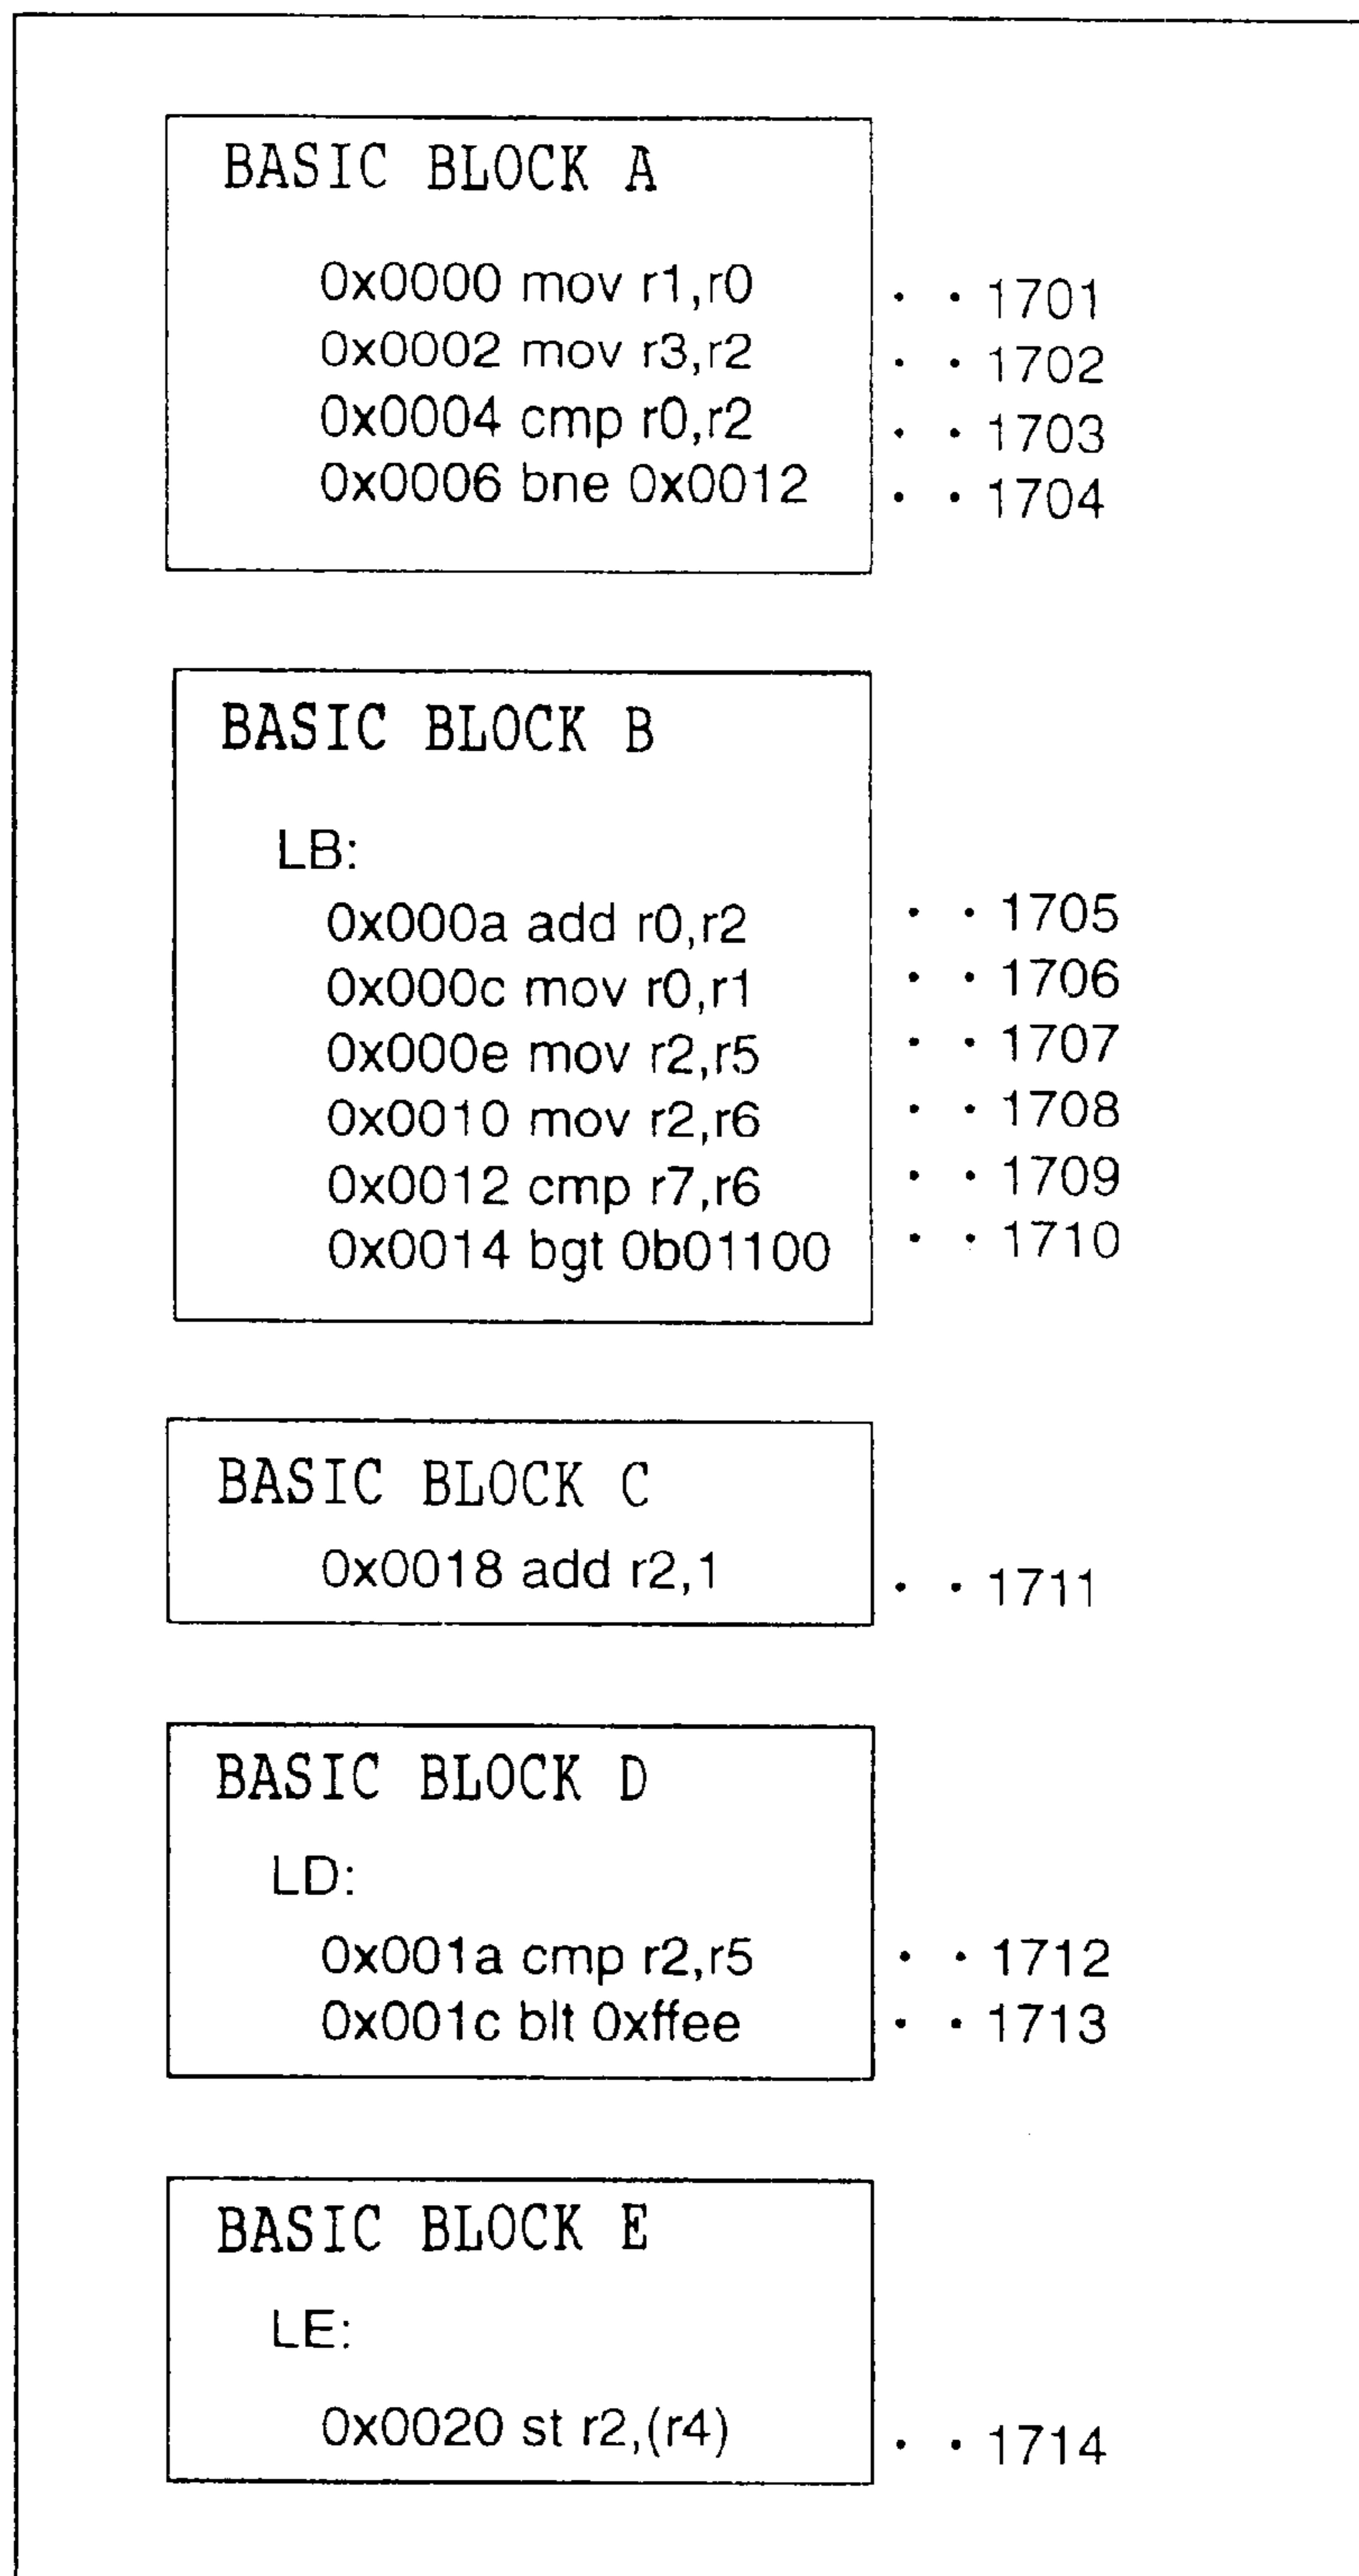 BASIC BLOCK A
0x0000 mov r1,r0 · · 1701
0x0002 mov r3,r2 · · 1702
0x0004 cmp r0,r2 · · 1703
0x0006 bne 0x0012 · · 1704
BASIC BLOCK B
LB:
0x000a add r0,r2 · · 1705
0x000c mov r0,r1 · · 1706
0x000e mov r2,r5 · · 1707
0x0010 mov r2,r6 · · 1708
0x0012 cmp r7,r6 · · 1709
0x0014 bgt 0b01100 · · 1710
BASIC BLOCK C
0x0018 add r2,1 · · 1711
BASIC BLOCK D
LD:
0x001a cmp r2,r5 · · 1712
0x001c blt 0xffee · · 1713
BASIC BLOCK E
LE:
0x0020 st r2,(r4) · · 1714